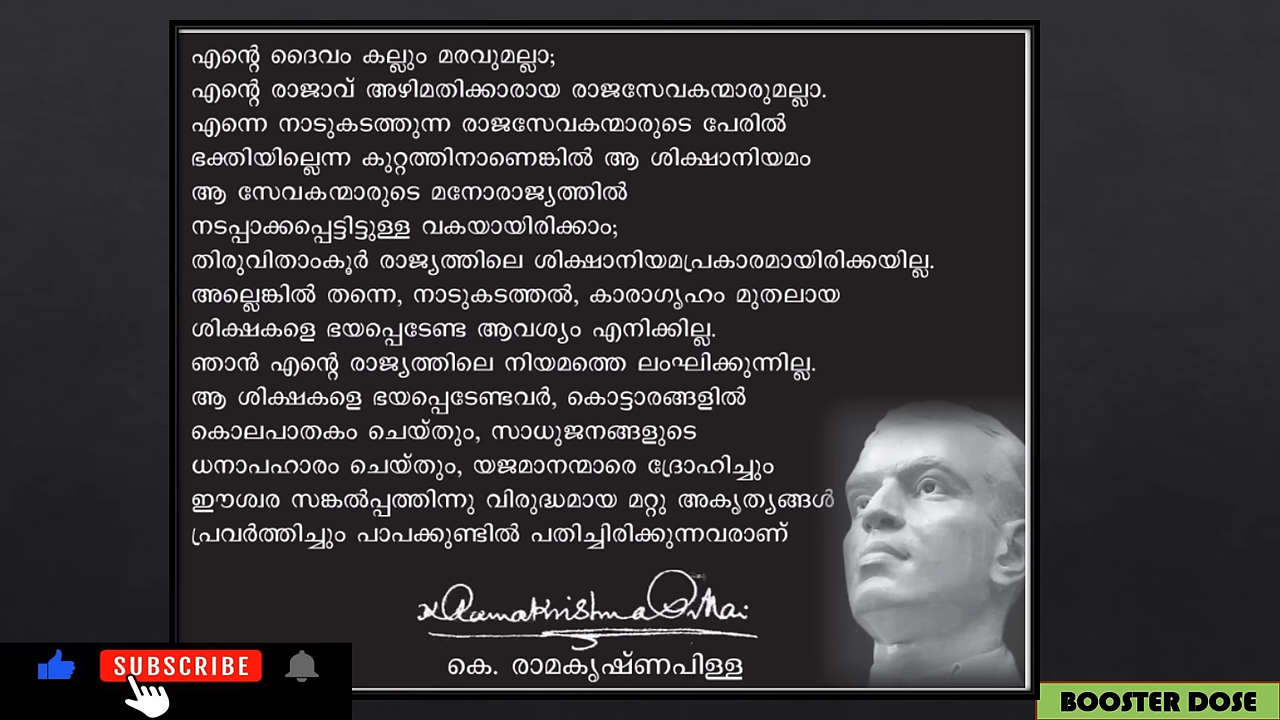 എന്റെ ദൈവം കല്ലും മരവുമല്ലാ;
എന്റെ രാജാവ് അഴിമതിക്കാരായ രാജസേവകന്മാരുമല്ലാ.
എന്നെ നാടുകടത്തുന്ന രാജസേവകന്മാരുടെ പേരിൽ
ഭക്തിയില്ലെന്ന കുറ്റത്തിനാണെങ്കിൽ ആ ശിക്ഷാനിയമം
ആ സേവകന്മാരുടെ മനോരാജ്യത്തിൽ
നടപ്പാക്കപ്പെട്ടിട്ടുള്ള വകയായിരിക്കാം;
തിരുവിതാംകൂർ രാജ്യത്തിലെ ശിക്ഷാനിയമപ്രകാരമായിരിക്കയില്ല.
അല്ലെങ്കിൽ തന്നെ, നാടുകടത്തൽ, കാരാഗൃഹം മുതലായ
ശിക്ഷകളെ ഭയപ്പെടേണ്ട ആവശ്യം എനിക്കില്ല.
ഞാൻ എന്റെ രാജ്യത്തിലെ നിയമത്തെ ലംഘിക്കുന്നില്ല.
ആ ശിക്ഷകളെ ഭയപ്പെടേണ്ടവർ, കൊട്ടാരങ്ങളിൽ
കൊലപാതകം ചെയ്തും, സാധുജനങ്ങളുടെ
ധനാപഹാരം ചെയ്തും, യജമാനന്മാരെ ദ്രോഹിച്ചും
ഈശ്വര സങ്കൽപ്പത്തിന്നു വിരുദ്ധമായ മറ്റു അകൃത്യങ്ങൾ
പ്രവർത്തിച്ചും പാപക്കുണ്ടിൽ പതിച്ചിരിക്കുന്നവരാണ്
K Ramakrishna Pillai
കെ. രാമകൃഷ്ണപിള്ള
SUBSCRIBE
BOOSTER DOSE